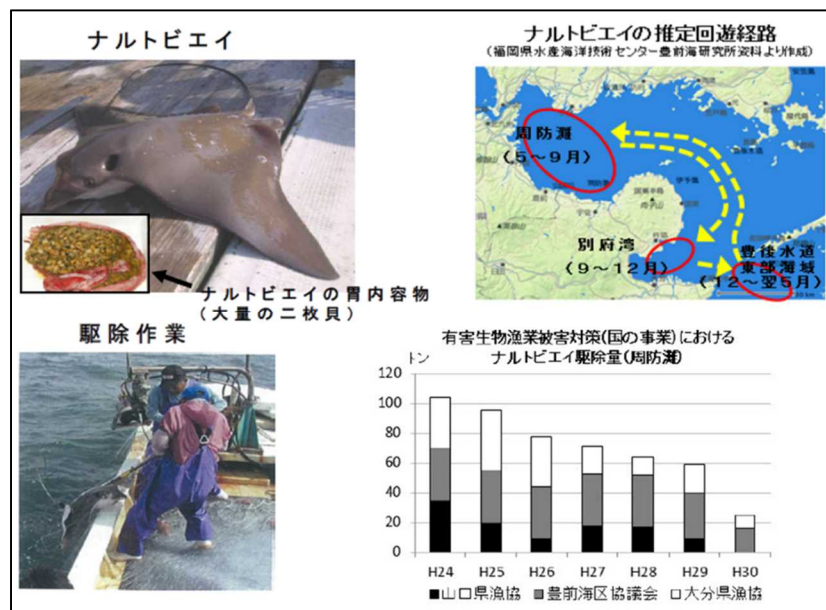 ナルトビエイ
ナルトビエイの胃内容物
(大量の二枚貝)
ナルトビエイの推定回遊経路
(福岡県水産海洋技術センター豊前海研究所資料より作成)
周防灘
(5～9月)
別府湾
(9～12月)
豊後水道
東部海域
(12～翌5月)
駆除作業
有害生物漁業被害対策(国の事業)における
ナルトビエイ駆除量(周防灘)
トン
120
100
80
60
40
20
0
H24 H25 H26 H27 H28 H29 H30
■山口県漁協 ■豊前海区協議会 □大分県漁協